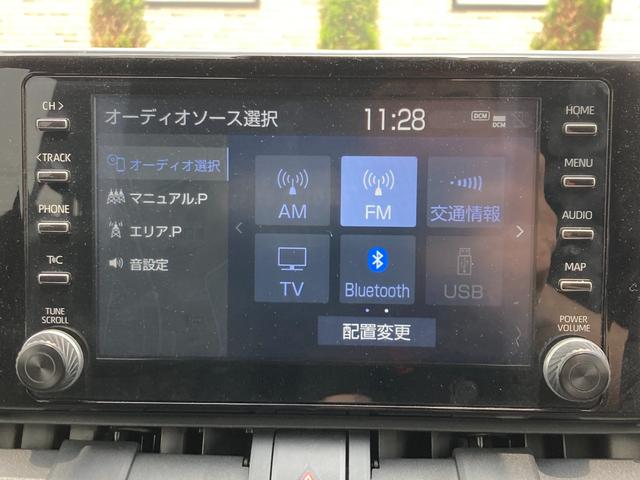 オーディオソース選択
11:28
DCM
DCM
CH >
<TRACK
PHONE
T C
TUNE
SCROLL
オーディオ選択
マニュアル.P
エリア.P
音設定
AM
FM
交通情報
TV
Bluetooth
USB
配置変更
HOME
MENU
AUDIO
MAP
POWER
VOLUME